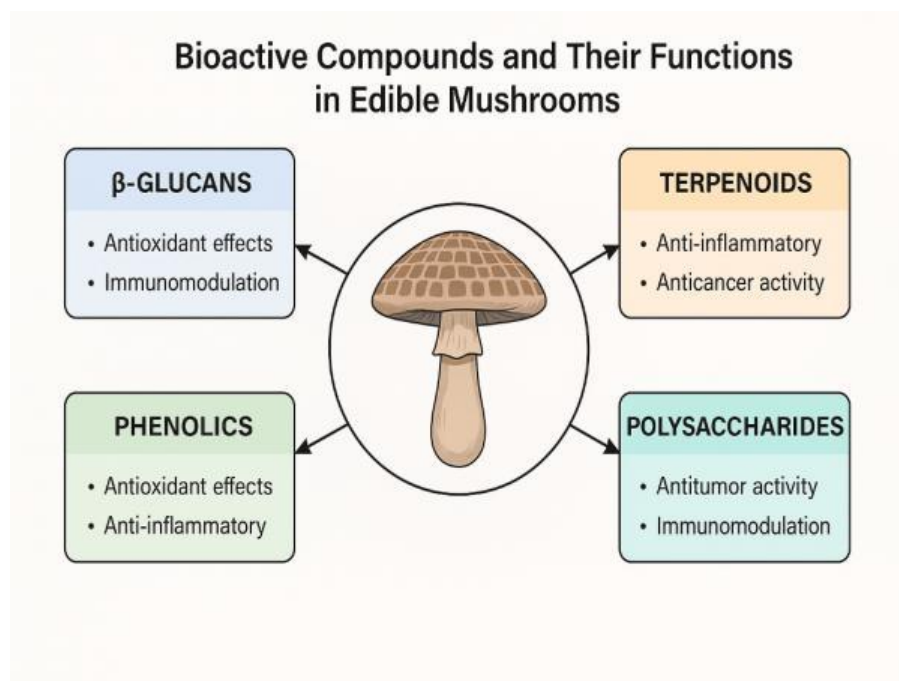 Bioactive Compounds and Their Functions
in Edible Mushrooms
β-GLUCANS
• Antioxidant effects
• Immunomodulation
TERPENOIDS
• Anti-inflammatory
• Anticancer activity
PHENOLICS
• Antioxidant effects
• Anti-inflammatory
POLYSACCHARIDES
• Antitumor activity
• Immunomodulation